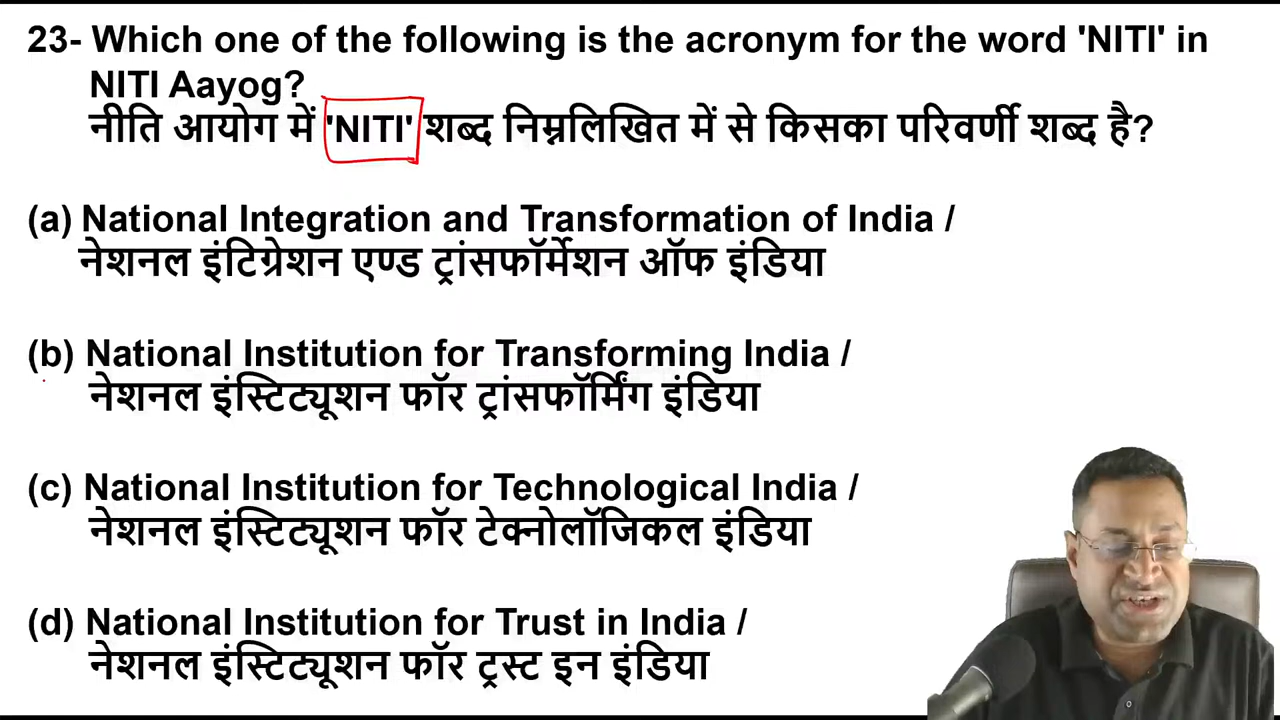 23- Which one of the following is the acronym for the word 'NITI' in
NITI Aayog?
नीति आयोग में 'NITI' शब्द निम्नलिखित में से किसका परिवर्णी शब्द है?
(a) National Integration and Transformation of India /
नेशनल इंटिग्रेशन एण्ड ट्रांसफॉर्मेशन ऑफ इंडिया
(b) National Institution for Transforming India /
नेशनल इंस्टिट्यूशन फॉर ट्रांसफॉर्मिंग इंडिया
(c) National Institution for Technological India /
नेशनल इंस्टिट्यूशन फॉर टेक्नोलॉजिकल इंडिया
(d) National Institution for Trust in India /
नेशनल इंस्टिट्यूशन फॉर ट्रस्ट इन इंडिया